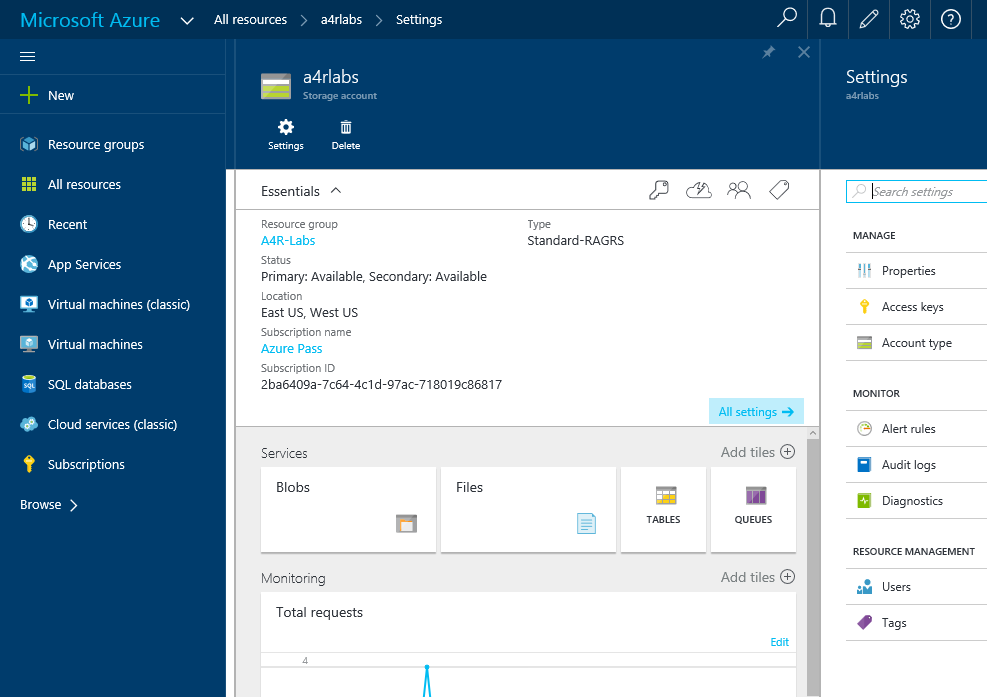 Microsoft Azure
All resources
a4rlabs
Settings
New
Resource groups
All resources
Recent
App Services
Virtual machines (classic)
Virtual machines
SQL databases
Cloud services (classic)
Subscriptions
Browse
a4rlabs
Storage account
Settings
Delete
Essentials
Resource group
A4R-Labs
Status
Primary: Available, Secondary: Available
Location
East US, West US
Subscription name
Azure Pass
Subscription ID
2ba6409a-7c64-4c1d-97ac-718019c86817
Type
Standard-RAGRS
All settings
Services
Add tiles
Blobs
Files
TABLES
QUEUES
Monitoring
Add tiles
Total requests
Edit
4
Settings
a4rlabs
Search settings
MANAGE
Properties
Access keys
Account type
MONITOR
Alert rules
Audit logs
Diagnostics
RESOURCE MANAGEMENT
Users
Tags